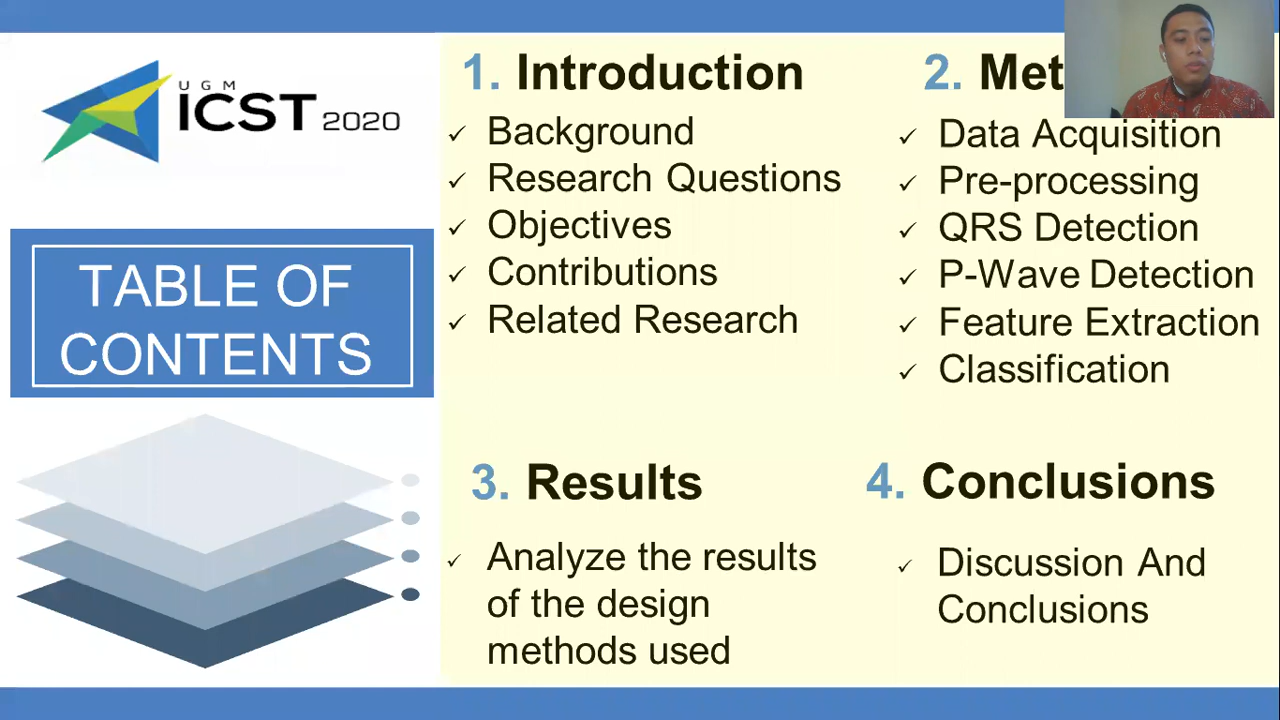 UGM
ICST 2020
TABLE OF
CONTENTS
1. Introduction
✓ Background
✓ Research Questions
✓ Objectives
✓ Contributions
✓ Related Research
2.
✓ Data Acquisition
✓ Pre-processing
✓ QRS Detection
✓ P-Wave Detection
✓ Feature Extraction
✓ Classification
3. Results
✓ Analyze the results
of the design
methods used
4. Conclusions
✓ Discussion And
Conclusions